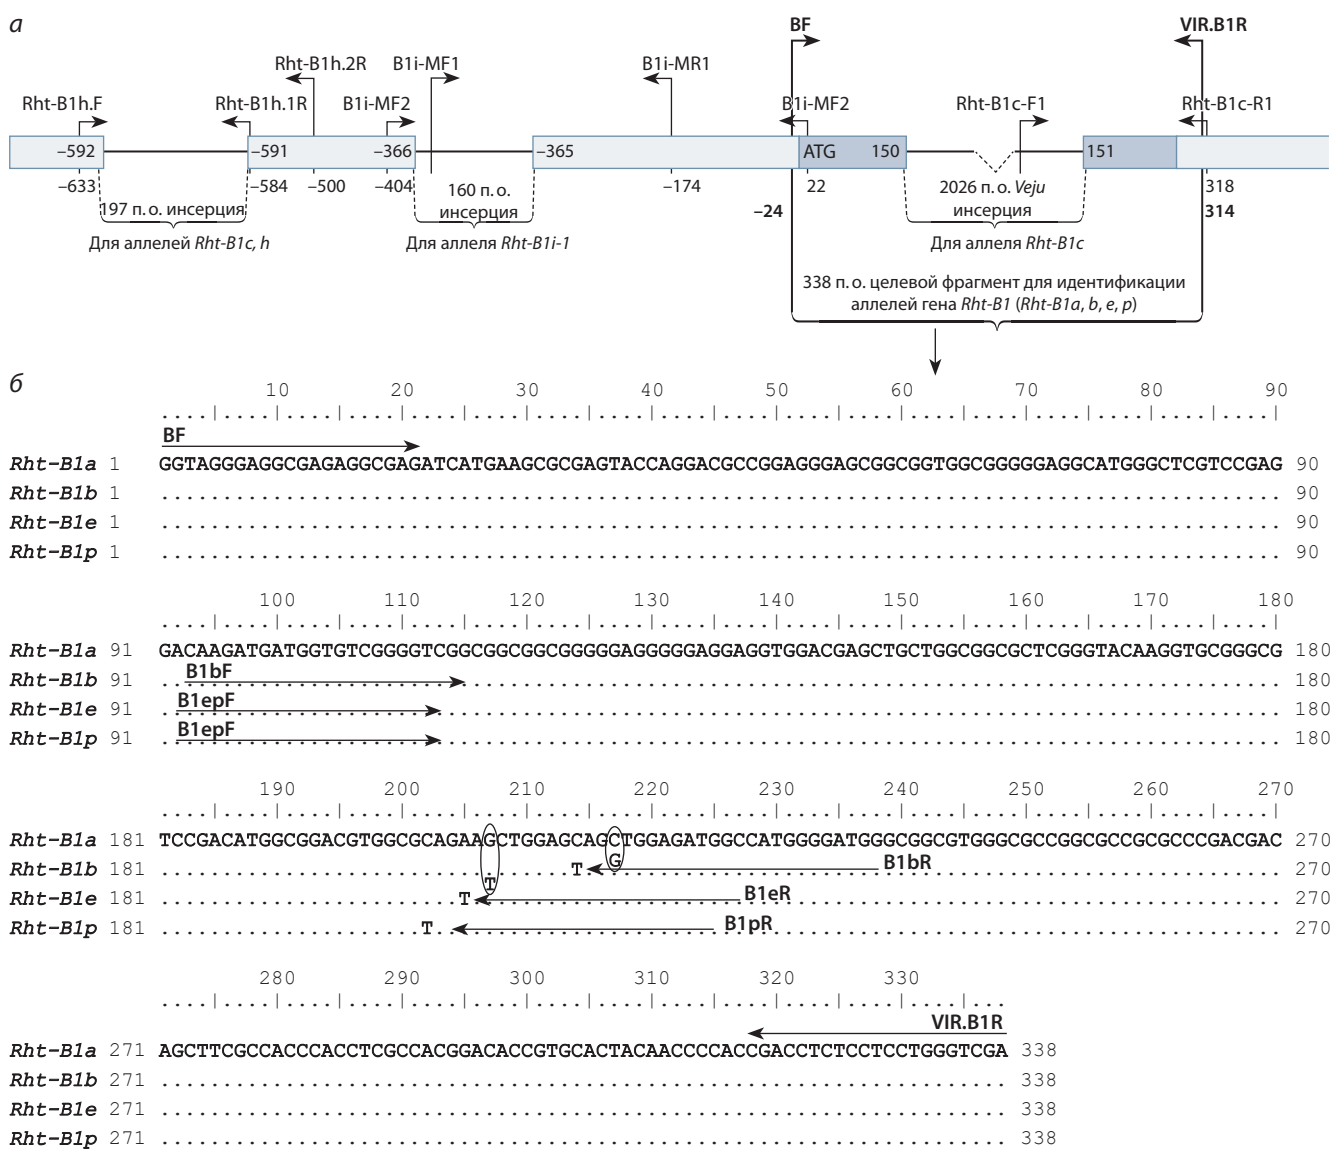 а
BF
VIR.B1R
Rht-B1h.2R
B1i-MF1
B1i-MR1
Rht-B1h.F
Rht-B1h.1R
B1i-MF2
B1i-MF2
Rht-B1c-F1
Rht-B1c-R1
–592
–591
–366
–365
ATG
150
151
–633
–584
–500
–404
–174
22
318
197 п. о. инсерция
160 п. о.
инсерция
2026 п. о. Veju
инсерция
–24
314
Для аллелей Rht-B1c, h
Для аллеля Rht-B1i-1
Для аллеля Rht-B1c
338 п. о. целевой фрагмент для идентификации
аллелей гена Rht-B1 (Rht-B1a, b, e, p)
б
10 20 30 40 50 60 70 80 90
BF
Rht-B1a 1 GGTAGGGAGGCGAGAGGCGAGATCATGAAGCGCGAGTACCAGGACGCCGGAGGGAGCGGCGGTGGCGGGGGAGGCATGGGCTCGTCCGAG 90
Rht-B1b 1 90
Rht-B1e 1 90
Rht-B1p 1 90
100 110 120 130 140 150 160 170 180
Rht-B1a 91 GACAAGATGATGGTGTCGGGGTCGGCGGCGGCGGGGGAGGGGGAGGAGGTGGACGAGCTGCTGGCGGCGCTCGGGTACAAGGTGCGGGCG 180
Rht-B1b 91 B1bF 180
Rht-B1e 91 B1epF 180
Rht-B1p 91 B1epF 180
190 200 210 220 230 240 250 260 270
Rht-B1a 181 TCCGACATGGCGGACGTGGCGCAGAAGCTGGAGCAGCTGGAGATGGCCATGGGGATGGGCGGCGTGGGCGCCGGCGCCGCGCCCGACGAC 270
Rht-B1b 181 T G B1bR 270
Rht-B1e 181 T T B1eR 270
Rht-B1p 181 T B1pR 270
280 290 300 310 320 330
VIR.B1R
Rht-B1a 271 AGCTTCGCCACCCACCTCGCCACGGACACCGTGCACTACAACCCCACCGACCTCTCCTCCTGGGTCGA 338
Rht-B1b 271 338
Rht-B1e 271 338
Rht-B1p 271 338